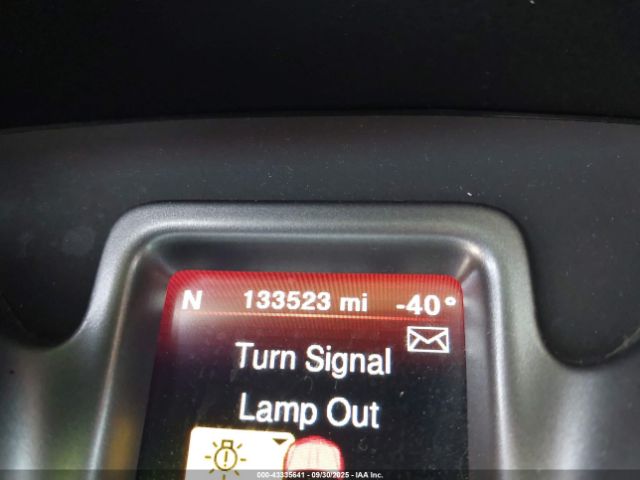 N 133523 mi -40°
Turn Signal
Lamp Out
000-43335641 - 09/30/2025 - IAA Inc.